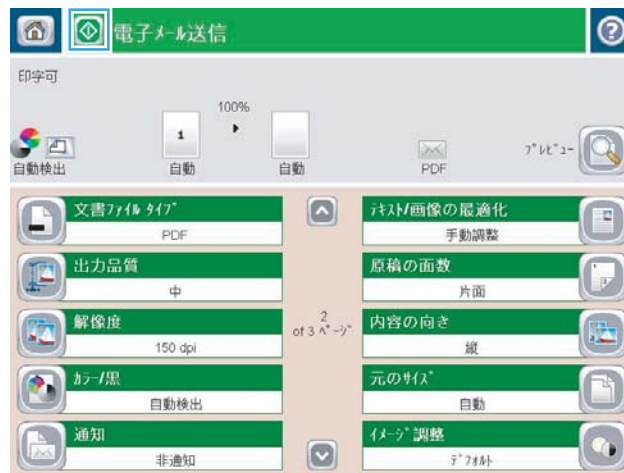 電子ﾒｰﾙ送信
印字可
100%
1
自動検出
自動
自動
PDF
ﾌﾟﾚﾋﾞｭｰ
文書ﾌｧｲﾙ ﾀｲﾌﾟ
PDF
ﾃｷｽﾄ/画像の最適化
手動調整
出力品質
中
原稿の面数
片面
解像度
150 dpi
2
of 3 ﾍﾟｰｼﾞ
内容の向き
縦
ｶﾗｰ/黒
自動検出
元のｻｲｽﾞ
自動
通知
非通知
ｲﾒｰｼﾞ調整
ﾃﾞﾌｫﾙﾄ